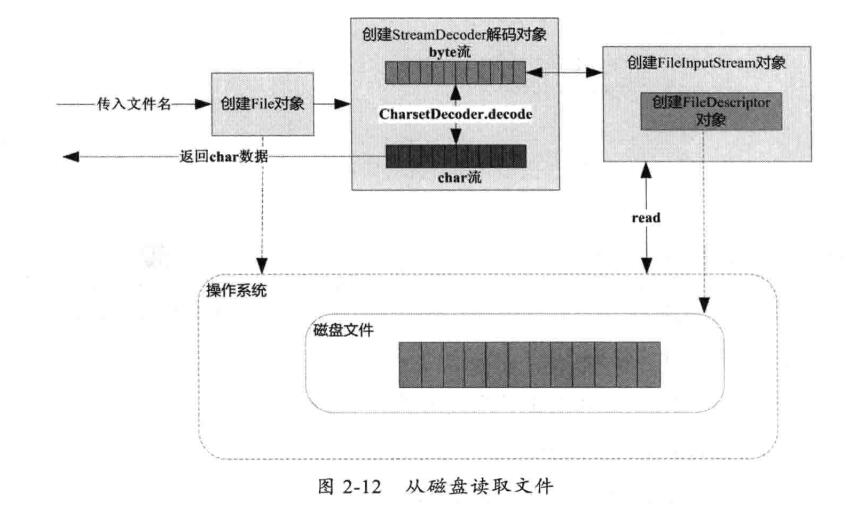 创建StreamDecoder解码对象
byte流
创建FileInputStream对象
传入文件名
创建File对象
创建FileDescriptor
对象
CharsetDecoder.decode
返回char数据
char流
read
操作系统
磁盘文件
图 2-12 从磁盘读取文件